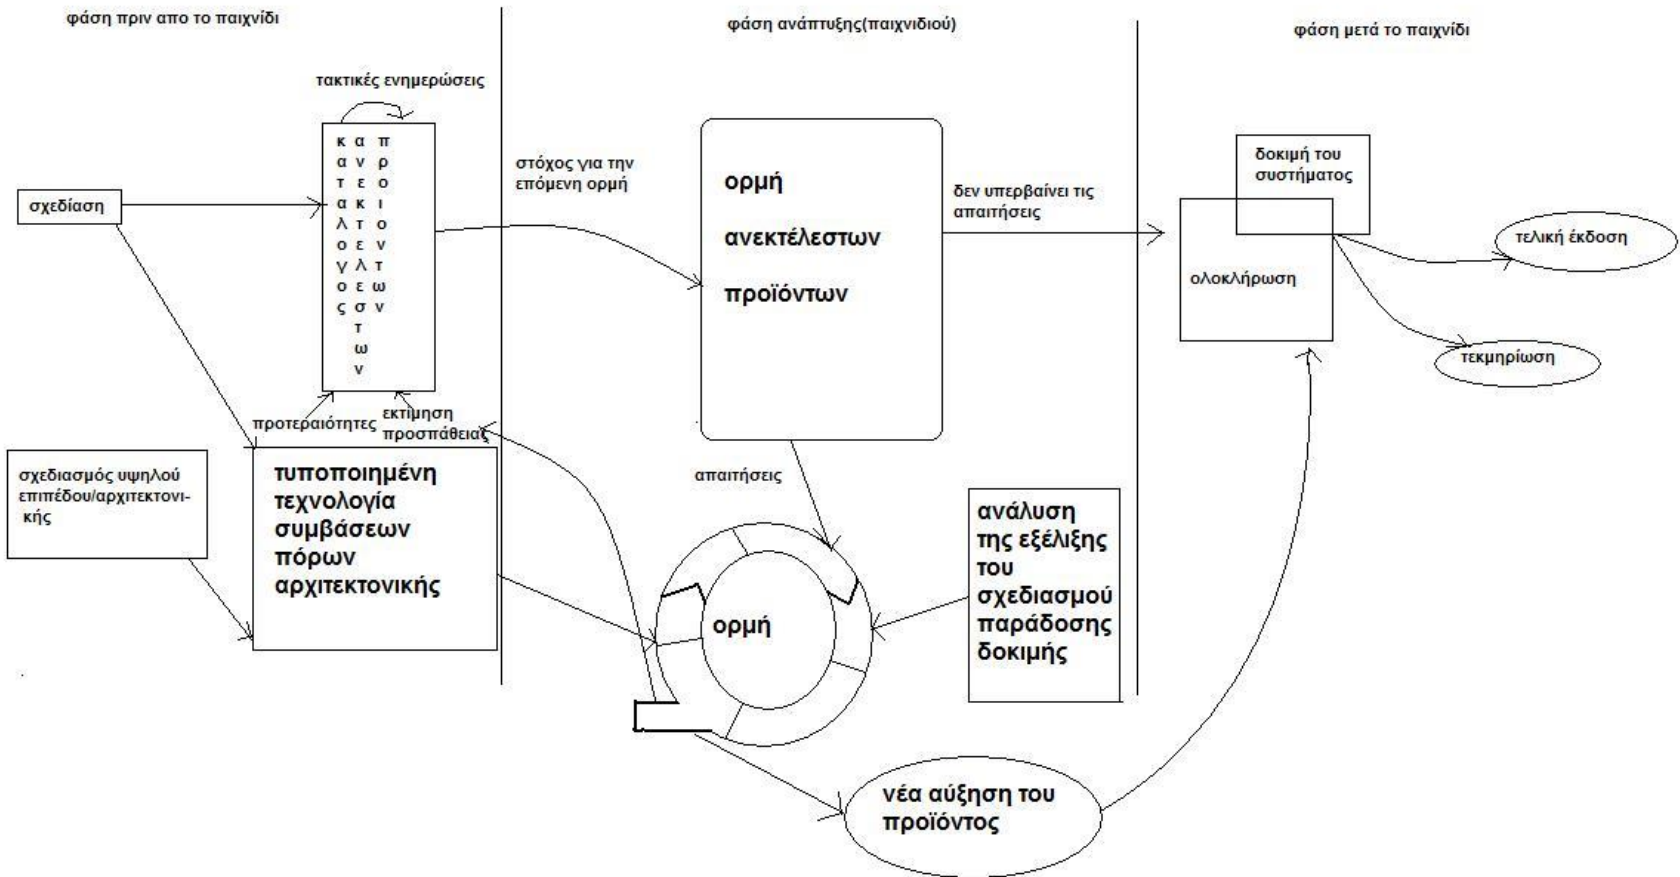 φάση πριν απο το παιχνίδι
φάση ανάπτυξης(παιχνιδιού)
φάση μετά το παιχνίδι
τακτικές ενημερώσεις
καταλογος
ανεκτελεστων
προιοντων
σχεδίαση
στόχος για την
επόμενη ορμή
ορμή
ανεκτέλεστων
προϊόντων
δεν υπερβαίνει τις
απαιτήσεις
δοκιμή του
συστήματος
ολοκλήρωση
τελική έκδοση
τεκμηρίωση
προτεραιότητες
εκτίμηση
προσπάθειας
σχεδιασμός υψηλού
επιπέδου/αρχιτεκτονι-
κής
τυποποιημένη
τεχνολογία
συμβάσεων
πόρων
αρχιτεκτονικής
απαιτήσεις
ορμή
ανάλυση
της εξέλιξης
του
σχεδιασμού
παράδοσης
δοκιμής
νέα αύξηση του
προϊόντος